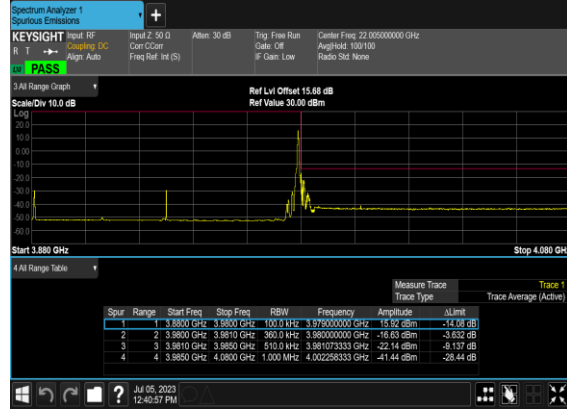 Spectrum Analyzer 1
Spurious Emissions
KEYSIGHT Input: RF Input Z: 50 Ω Atten: 30 dB Trig: Free Run Center Freq: 22.005000000 GHz
R T Coupling: DC Corr CCorr Gate: Off Avg|Hold: 100/100
Align: Auto Freq Ref: Int (S) IF Gain: Low Radio Std: None
PASS
3 All Range Graph Ref Lvl Offset 15.68 dB
Scale/Div 10.0 dB Ref Value 30.00 dBm
Log
20.0
10.0
0.00
-10.0
-20.0
-30.0
-40.0
-50.0
-60.0
Start 3.880 GHz Stop 4.080 GHz
4 All Range Table
Measure Trace Trace 1
Trace Type Trace Average (Active)
Spur Range Start Freq Stop Freq RBW Frequency Amplitude ΔLimit
1 1 3.8800 GHz 3.9800 GHz 100.0 kHz 3.979000000 GHz 15.92 dBm -14.08 dB
2 2 3.9800 GHz 3.9810 GHz 360.0 kHz 3.980000000 GHz -16.63 dBm -3.632 dB
3 3 3.9810 GHz 3.9850 GHz 510.0 kHz 3.981073333 GHz -22.14 dBm -9.137 dB
4 4 3.9850 GHz 4.0800 GHz 1.000 MHz 4.002258333 GHz -41.44 dBm -28.44 dB
? Jul 05, 2023
12:40:57 PM